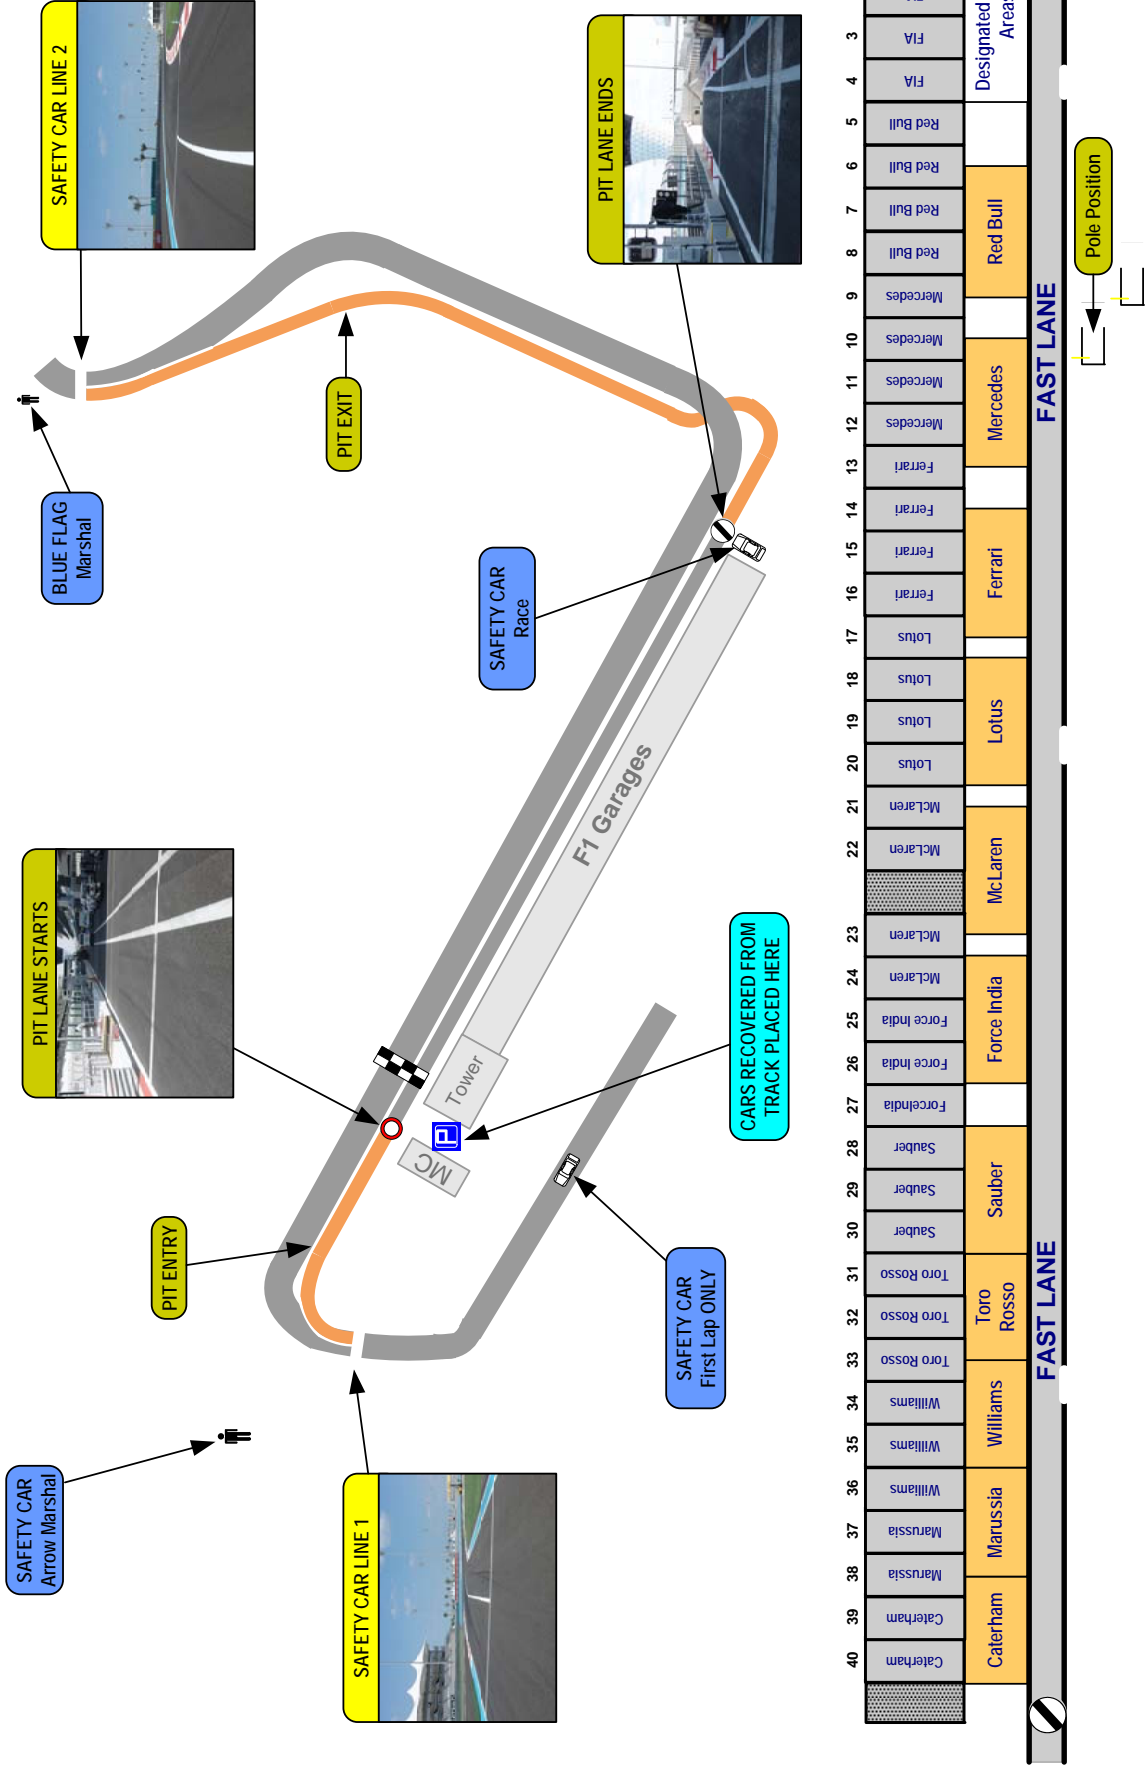 SAFETY CAR
Arrow Marshal
SAFETY CAR LINE 1
PIT ENTRY
PIT LANE STARTS
BLUE FLAG
Marshal
SAFETY CAR LINE 2
PIT EXIT
SAFETY CAR
Race
PIT LANE ENDS
SAFETY CAR
First Lap ONLY
CARS RECOVERED FROM
TRACK PLACED HERE
MC
P
Tower
F1 Garages
40
39
38
37
36
35
34
33
32
31
30
29
28
27
26
25
24
23
22
21
20
19
18
17
16
15
14
13
12
11
10
9
8
7
6
5
4
3
Caterham
Caterham
Marussia
Marussia
Williams
Williams
Williams
Toro Rosso
Toro Rosso
Toro Rosso
Sauber
Sauber
Sauber
ForceIndia
Force India
Force India
McLaren
McLaren
McLaren
McLaren
Lotus
Lotus
Lotus
Lotus
Ferrari
Ferrari
Ferrari
Ferrari
Mercedes
Mercedes
Mercedes
Mercedes
Red Bull
Red Bull
Red Bull
Red Bull
FIA
FIA
Caterham
Marussia
Williams
Toro
Rosso
Sauber
Force India
McLaren
Lotus
Ferrari
Mercedes
Red Bull
Designated
Areas
FAST LANE
FAST LANE
Pole Position